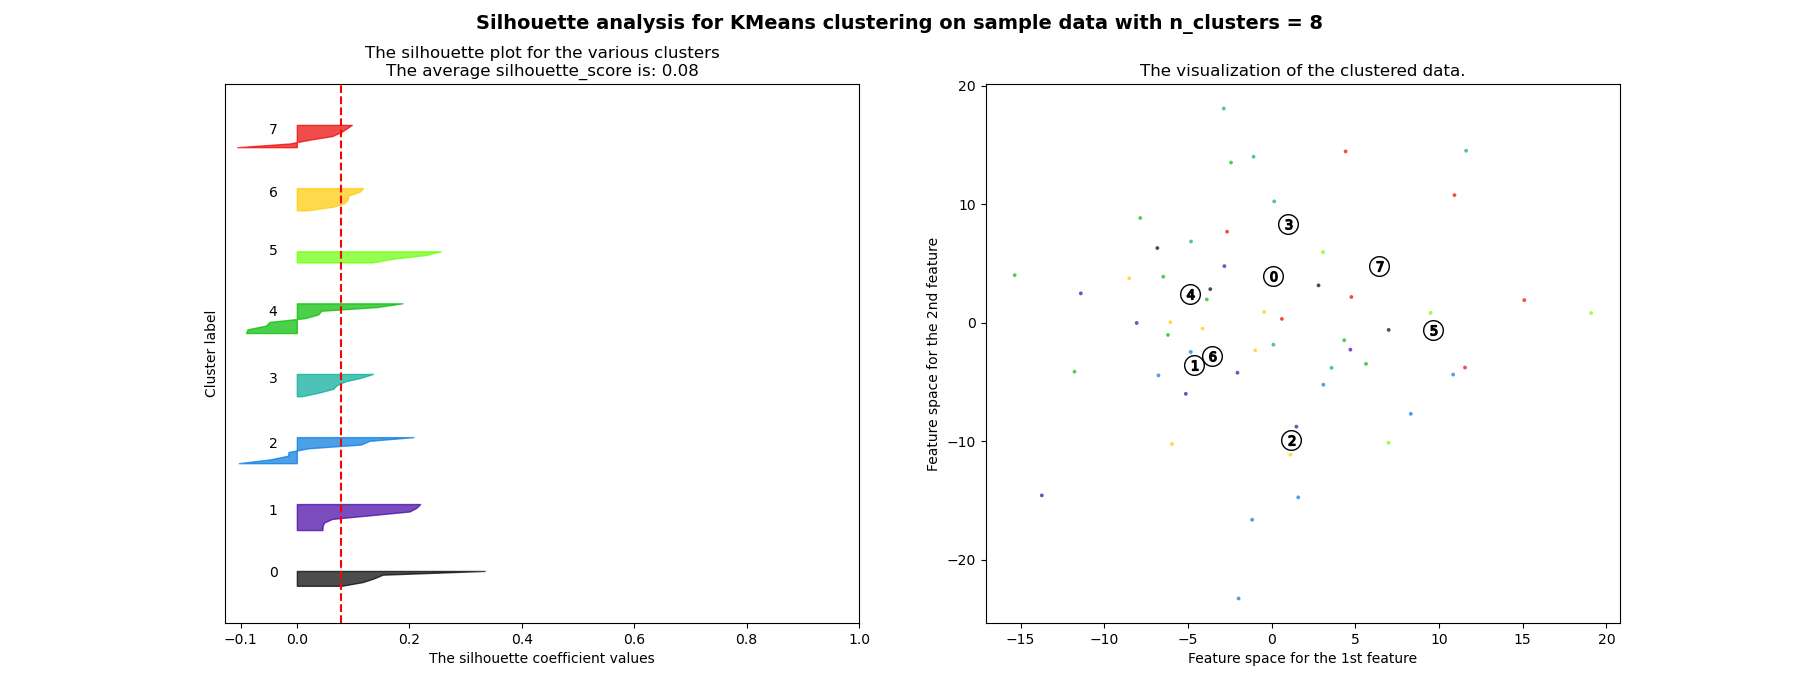 Silhouette analysis for KMeans clustering on sample data with n_clusters = 8
The silhouette plot for the various clusters
The average silhouette_score is: 0.08
Cluster label
7
6
5
4
3
2
1
0
−0.1 0.0 0.2 0.4 0.6 0.8 1.0
The silhouette coefficient values
The visualization of the clustered data.
Feature space for the 2nd feature
20
10
0
−10
−20
3
0
7
4
5
6
1
2
−15 −10 −5 0 5 10 15 20
Feature space for the 1st feature